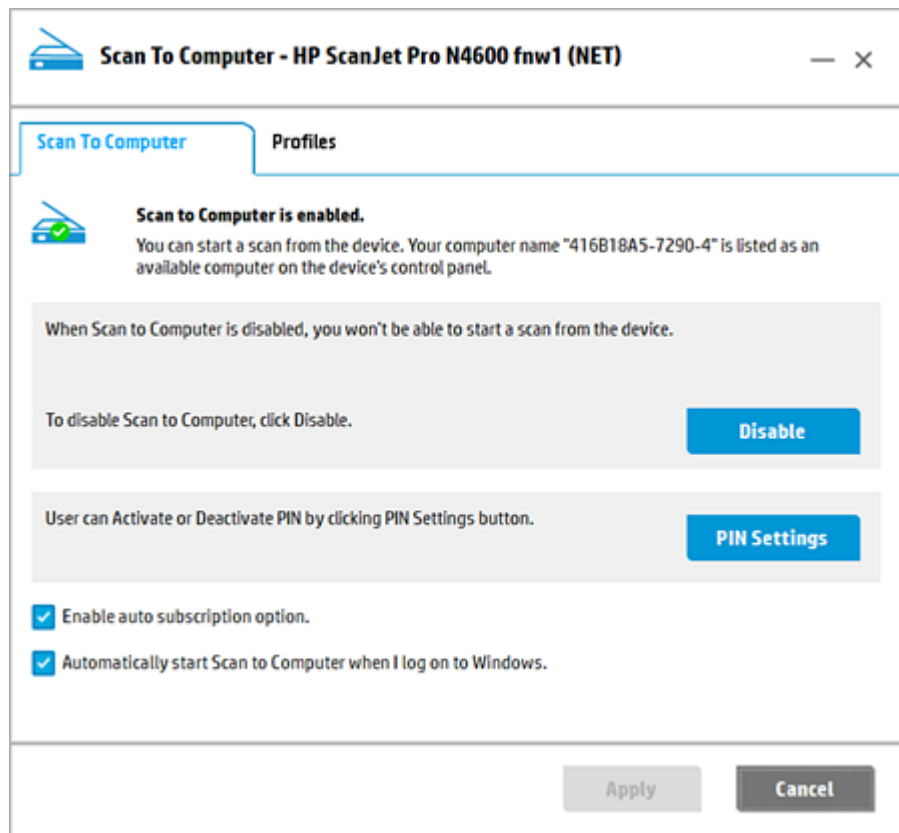 Scan To Computer - HP ScanJet Pro N4600 fnw1 (NET)
Scan To Computer
Profiles
Scan to Computer is enabled.
You can start a scan from the device. Your computer name "416B18A5-7290-4" is listed as an
available computer on the device's control panel.
When Scan to Computer is disabled, you won't be able to start a scan from the device.
To disable Scan to Computer, click Disable.
Disable
User can Activate or Deactivate PIN by clicking PIN Settings button.
PIN Settings
Enable auto subscription option.
Automatically start Scan to Computer when I log on to Windows.
Apply
Cancel